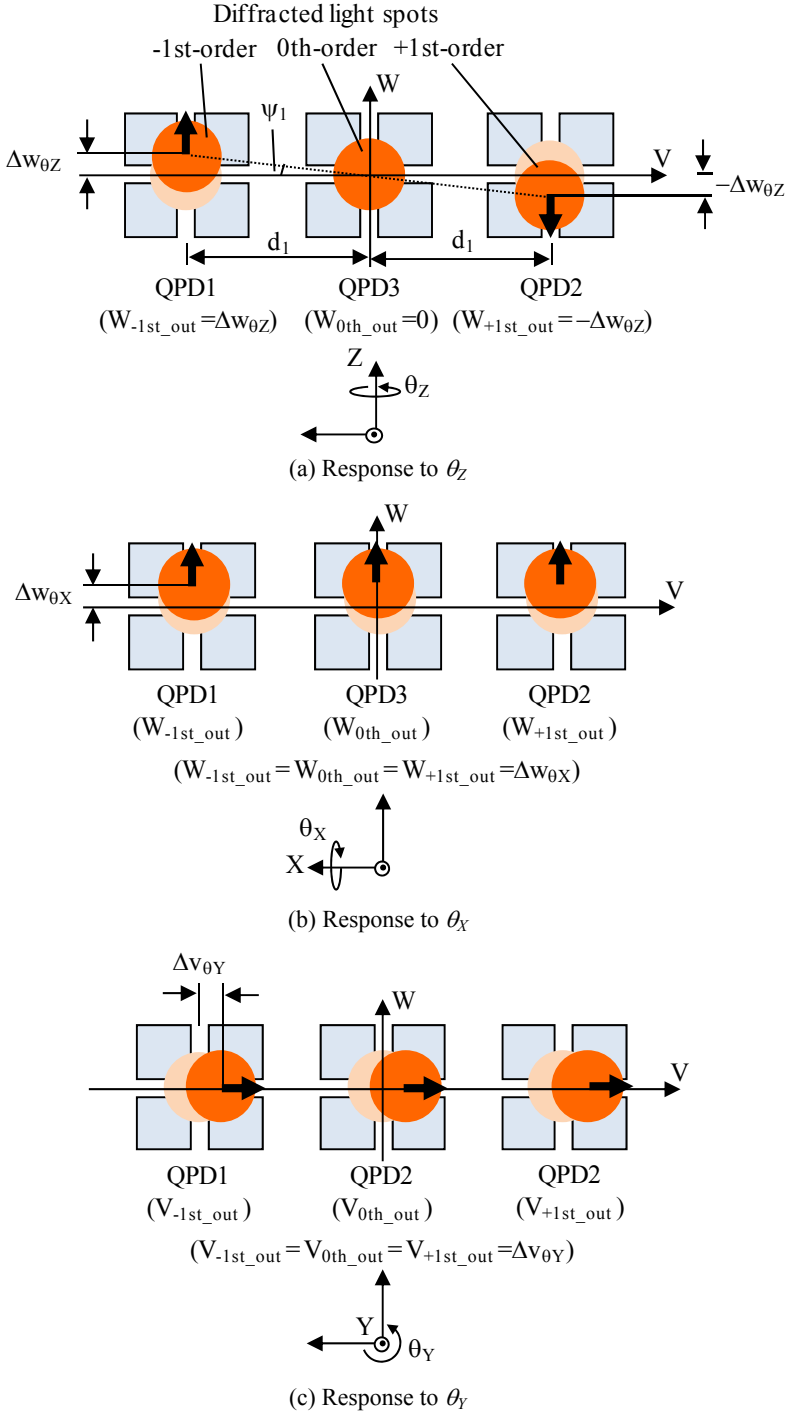 Diffracted light spots
-1st-order 0th-order +1st-order
W
ψ1
ΔwθZ
V
−ΔwθZ
d1 d1
QPD1 QPD3 QPD2
(W-1st_out=ΔwθZ) (W0th_out=0) (W+1st_out=−ΔwθZ)
Z
θZ
(a) Response to θZ
W
ΔwθX
V
QPD1 QPD3 QPD2
(W-1st_out) (W0th_out) (W+1st_out)
(W-1st_out=W0th_out=W+1st_out=ΔwθX)
θX
X
(b) Response to θX
ΔvθY
W
V
QPD1 QPD2 QPD2
(V-1st_out) (V0th_out) (V+1st_out)
(V-1st_out=V0th_out=V+1st_out=ΔvθY)
Y
θY
(c) Response to θY